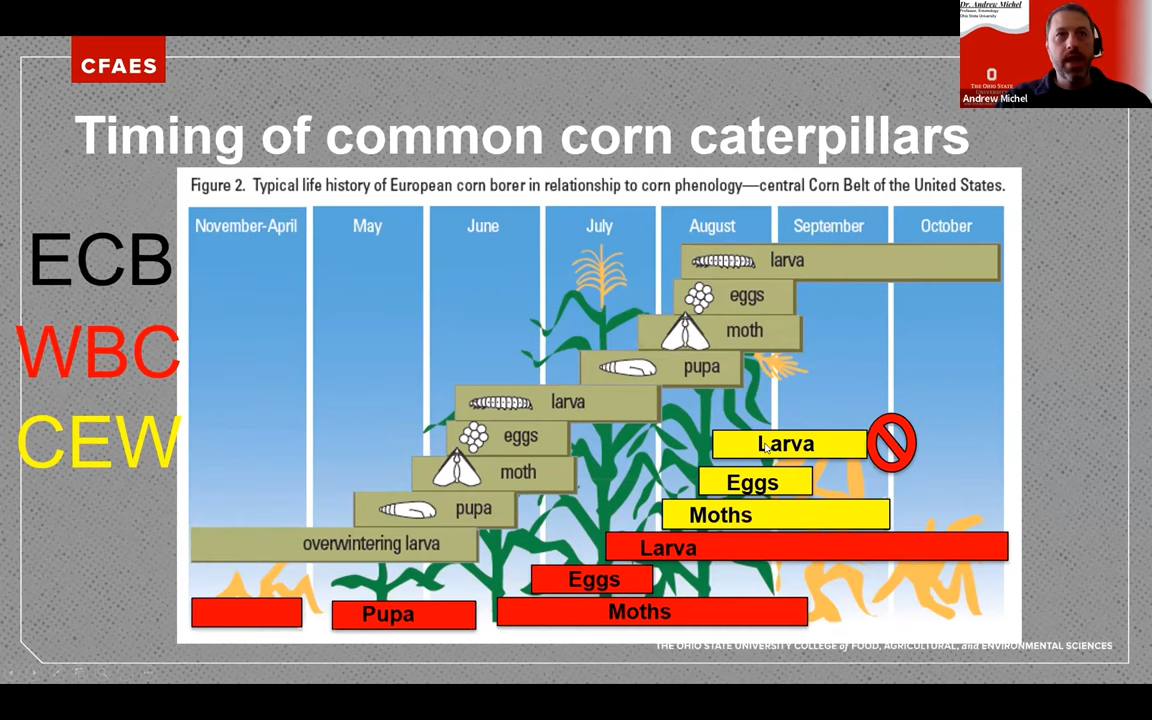 Dr. Andrew Michel
Professor, Entomology
Ohio State University
THE OHIO STATE
UNIVERSITY
Andrew Michel
CFAES
Timing of common corn caterpillars
Figure 2. Typical life history of European corn borer in relationship to corn phenology—central Corn Belt of the United States.
November-April May June July August September October
ECB
WBC
CEW
larva
eggs
moth
pupa
larva
eggs
moth
pupa
overwintering larva
Larva
Eggs
Moths
Larva
Eggs
Pupa Moths
THE OHIO STATE UNIVERSITY COLLEGE of FOOD, AGRICULTURAL, and ENVIRONMENTAL SCIENCES